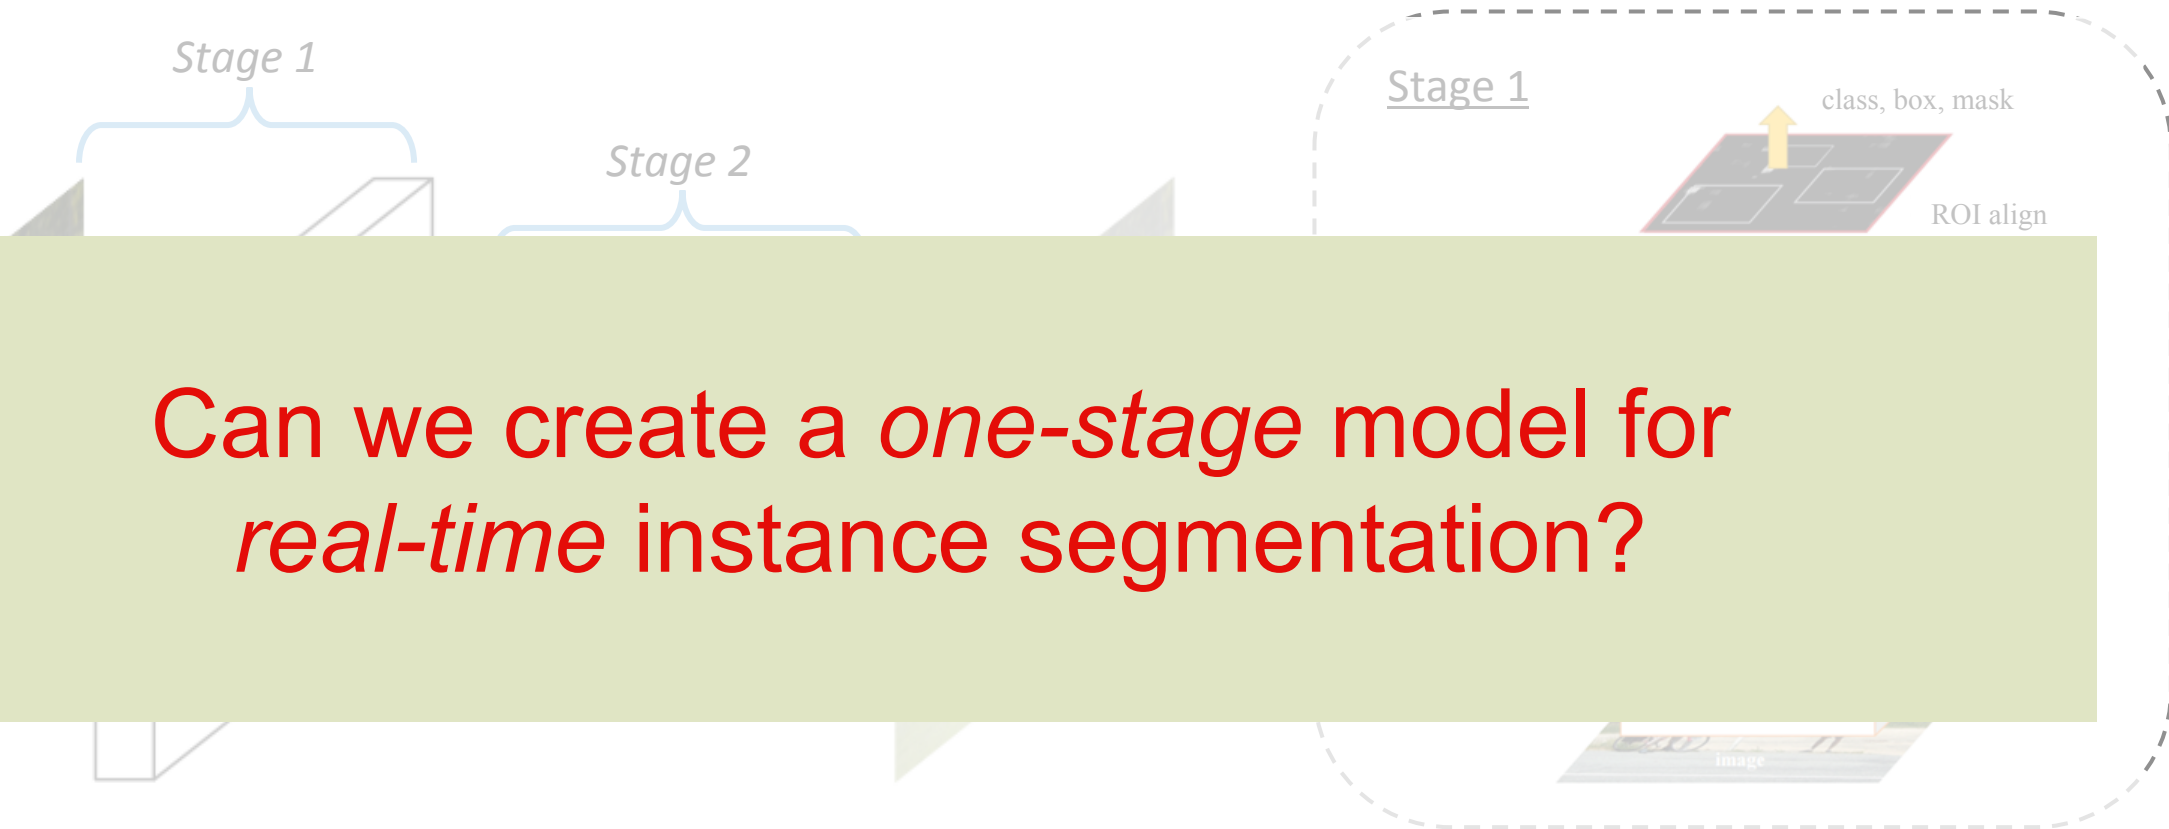 Stage 1
Stage 2
Stage 1
class, box, mask
ROI align
Can we create a one-stage model for
real-time instance segmentation?
image